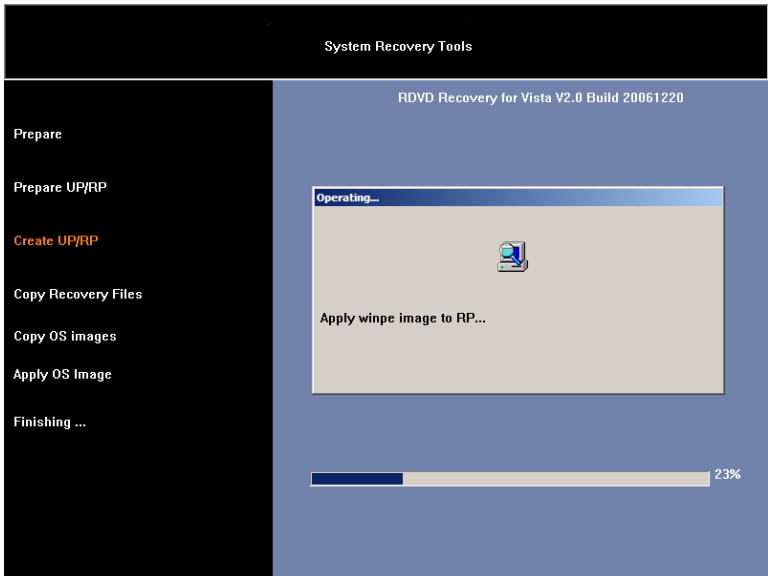 System Recovery Tools
RDVD Recovery for Vista V2.0 Build 20061220
Prepare
Prepare UP/RP
Create UP/RP
Copy Recovery Files
Copy OS images
Apply OS Image
Finishing ...
Operating...
Apply winpe image to RP...
23%